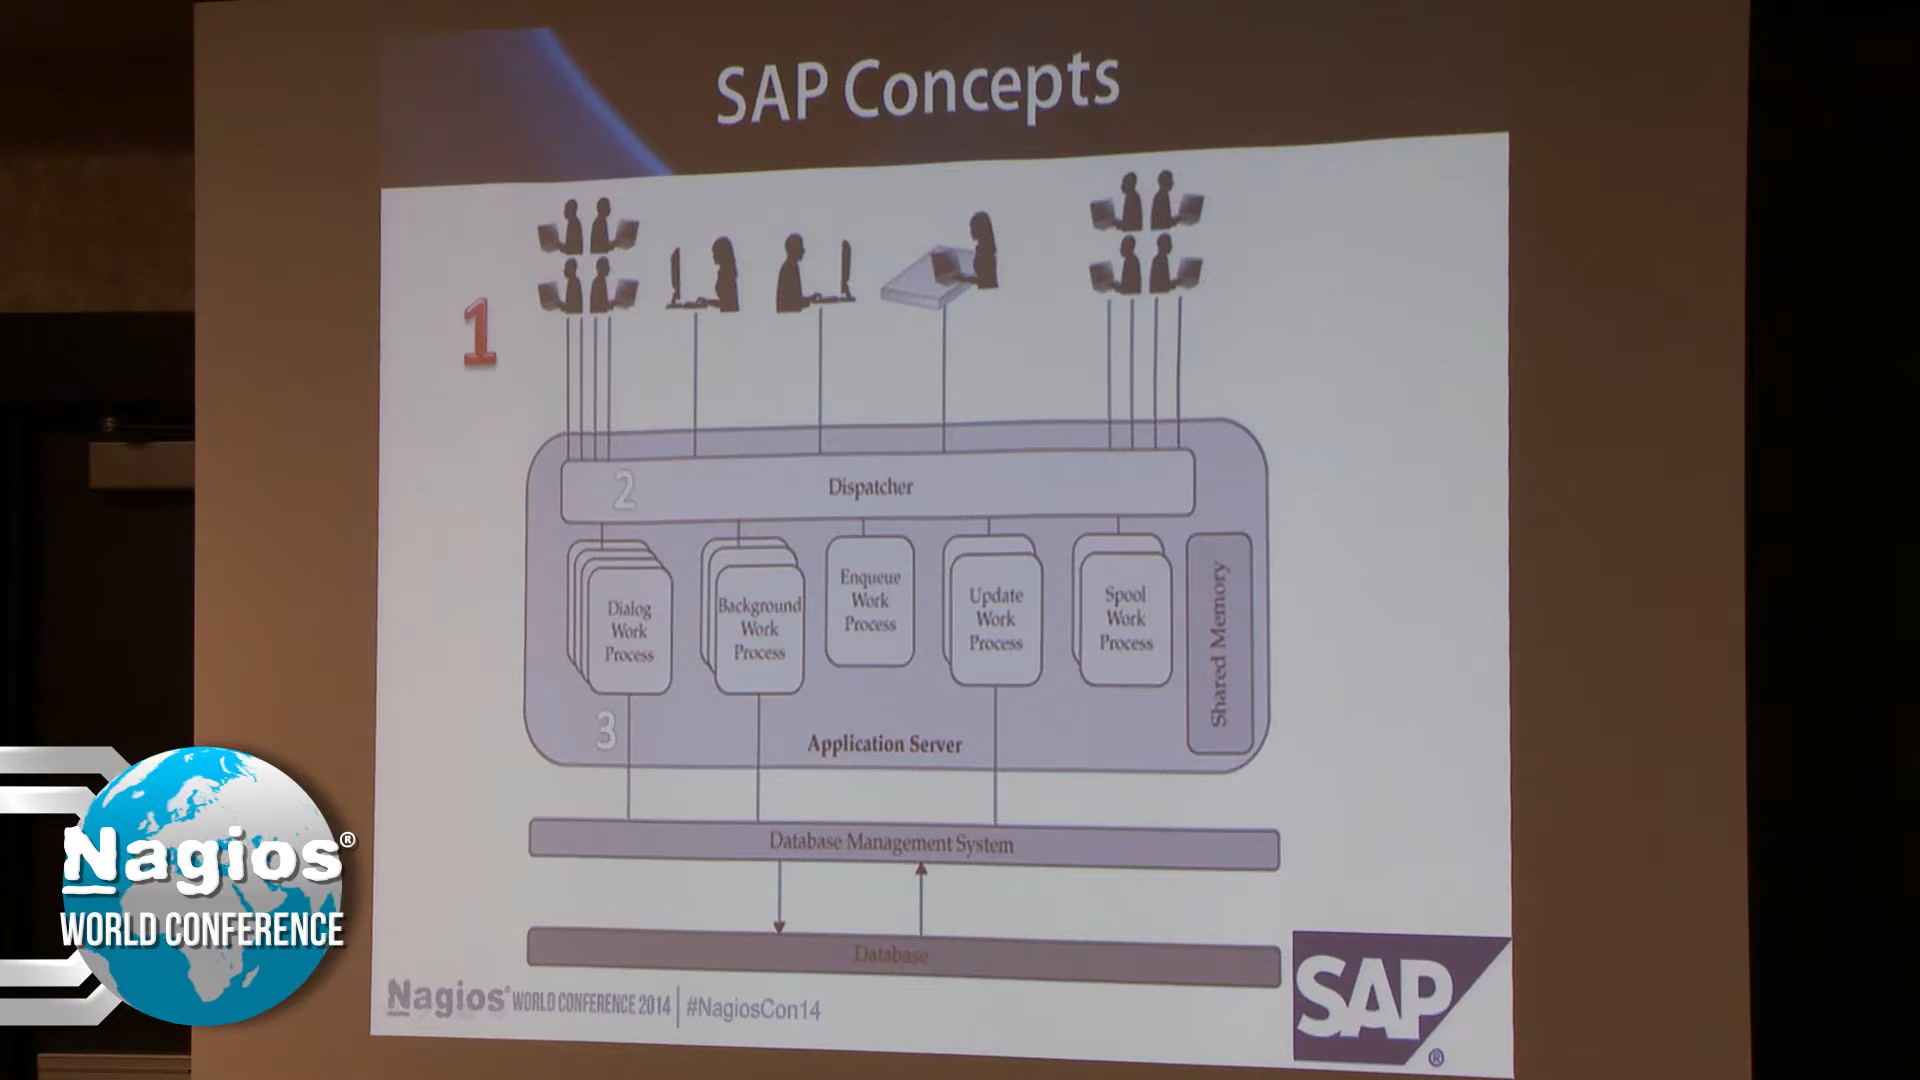 SAP Concepts
1
2
Dispatcher
Dialog
Work
Process
Background
Work
Process
Enqueue
Work
Process
Update
Work
Process
Spool
Work
Process
Shared Memory
3
Application Server
Database Management System
Database
Nagios® WORLD CONFERENCE 2014 | #NagiosCon14
SAP
®
Nagios®
WORLD CONFERENCE